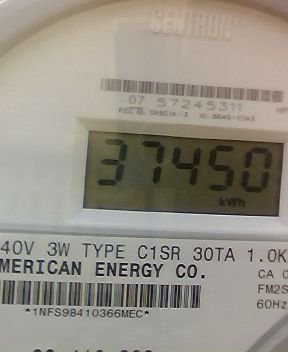 CENTRON
07 57245311
37450
kWh
40V 3W TYPE C1SR 30TA 1.0K
MERICAN ENERGY CO.
CA 0
FM2S
60Hz
*1NFS98410366MEC*